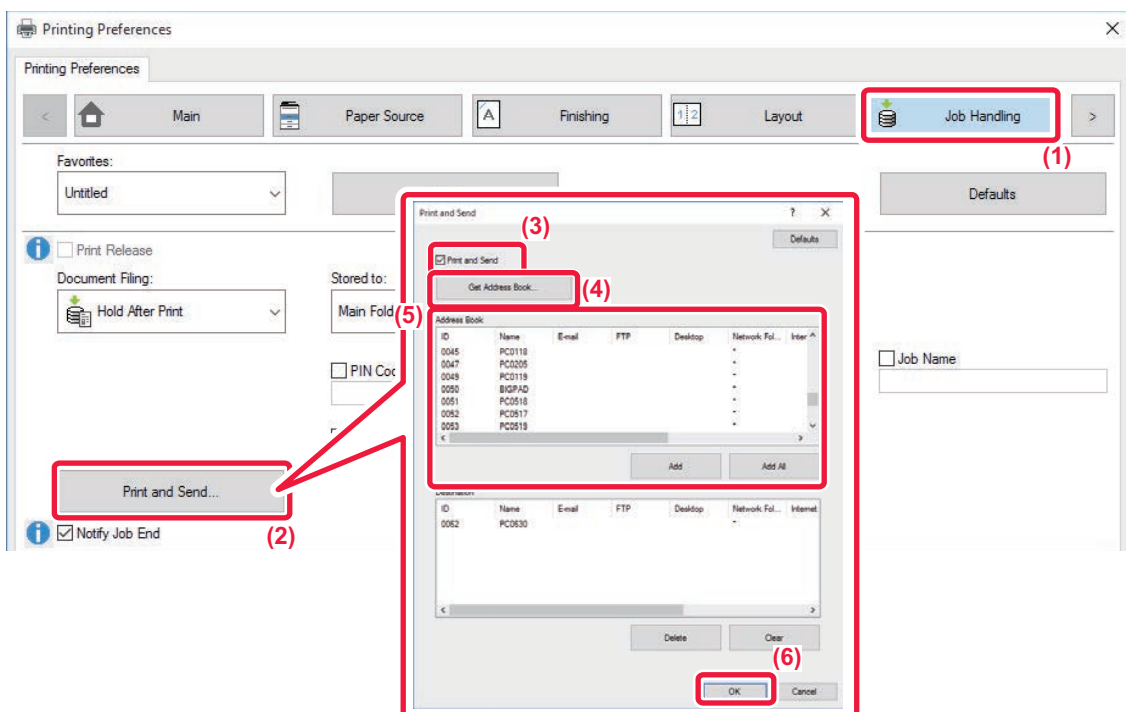 Printing Preferences
Printing Preferences
< Main Paper Source A Finishing 1 2 Layout Job Handling >
(1)
Favorites:
Untitled
Defaults
Print Release
Document Filing:
Hold After Print
Stored to:
Main Fold
PIN Coc
Job Name
Print and Send...
(2)
Notify Job End
Print and Send ? X
Defaults
(3)
Print and Send
Get Address Book...
(4)
(5)
Address Book
ID Name E-mail FTP Desktop Network Fol... Inter
0045 PC0118 *
0047 PC0205 *
0049 PC0119 *
0050 BIGPAD *
0051 PC0518 *
0052 PC0517 *
0053 PC0519 *
Add Add All
Destination
ID Name E-mail FTP Desktop Network Fol... Internet
0062 PC0630 *
Delete Clear
(6)
OK Cancel